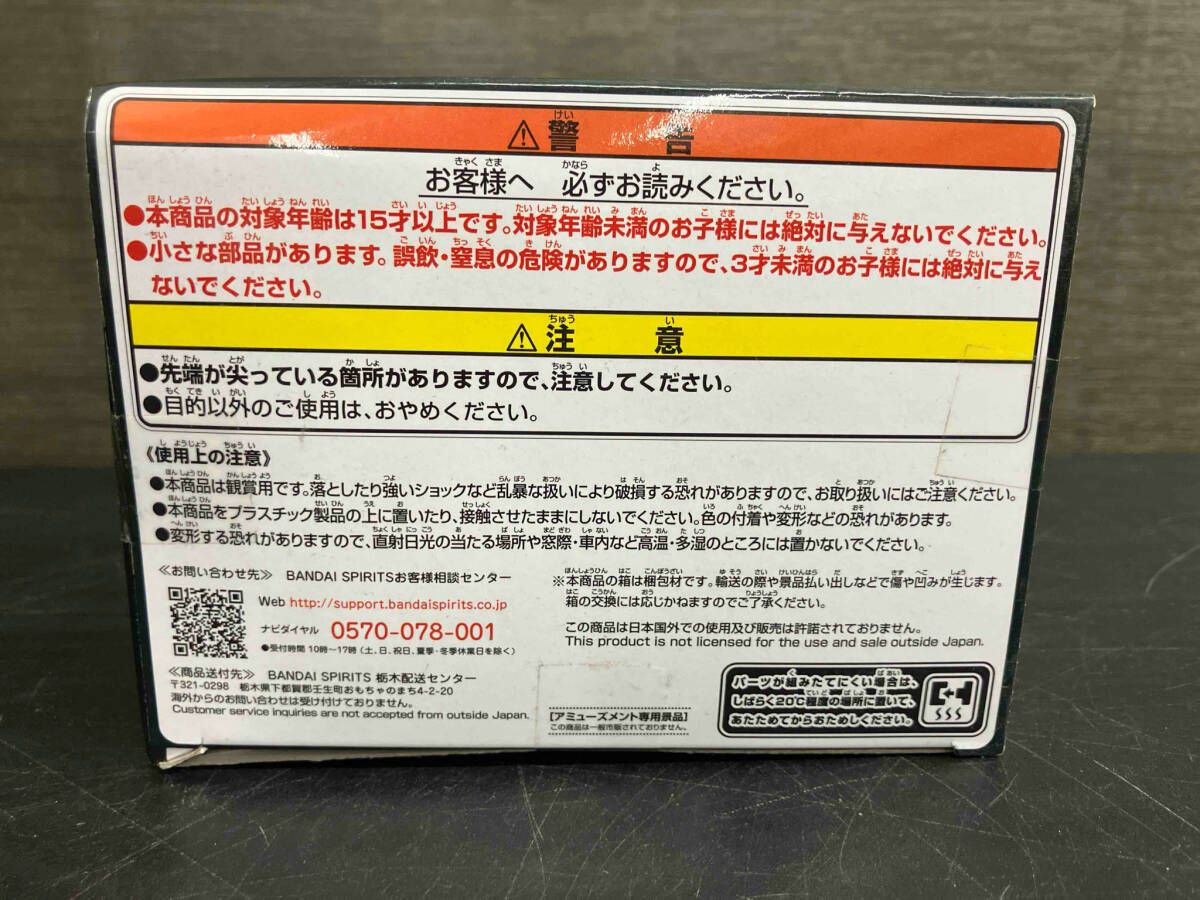 ⚠警告
お客様へ 必ずお読みください。
●本商品の対象年齢は15才以上です。対象年齢未満のお子様には絶対に与えないでください。
●小さな部品があります。誤飲・窒息の危険がありますので、3才未満のお子様には絶対に与え
ないでください。
⚠注意
●先端が尖っている箇所がありますので、注意してください。
●目的以外のご使用は、おやめください。
《使用上の注意》
●本商品は観賞用です。落としたり強いショックなど乱暴な扱いにより破損する恐れがありますので、お取り扱いにはご注意ください。
●本商品をプラスチック製品の上に置いたり、接触させたままにしないでください。色の付着や変形などの恐れがあります。
●変形する恐れがありますので、直射日光の当たる場所や窓際・車内など高温・多湿のところには置かないでください。
≪お問い合わせ先≫ BANDAI SPIRITSお客様相談センター
Web http://support.bandaispirits.co.jp
ナビダイヤル 0570-078-001
●受付時間 10時～17時(土、日、祝日、夏季・冬季休業日を除く)
≪商品送付先≫ BANDAI SPIRITS 栃木配送センター
〒321-0298 栃木県下都賀郡壬生町おもちゃのまち4-2-20
海外からのお問い合わせは受け付けておりません。
Customer service inquiries are not accepted from outside Japan.
※本商品の箱は梱包材です。輸送の際や景品払い出しなどで傷や凹みが生じます。
箱の交換には応じかねますのでご了承ください。
この商品は日本国外での使用及び販売は許諾されておりません。
This product is not licensed for the use and sale outside Japan.
[アミューズメント専用景品]
この商品は一般市販されておりません。
パーツが組みたてにくい場合は、
しばらく20℃程度の場所に置いて、
あたためてからおためしください。